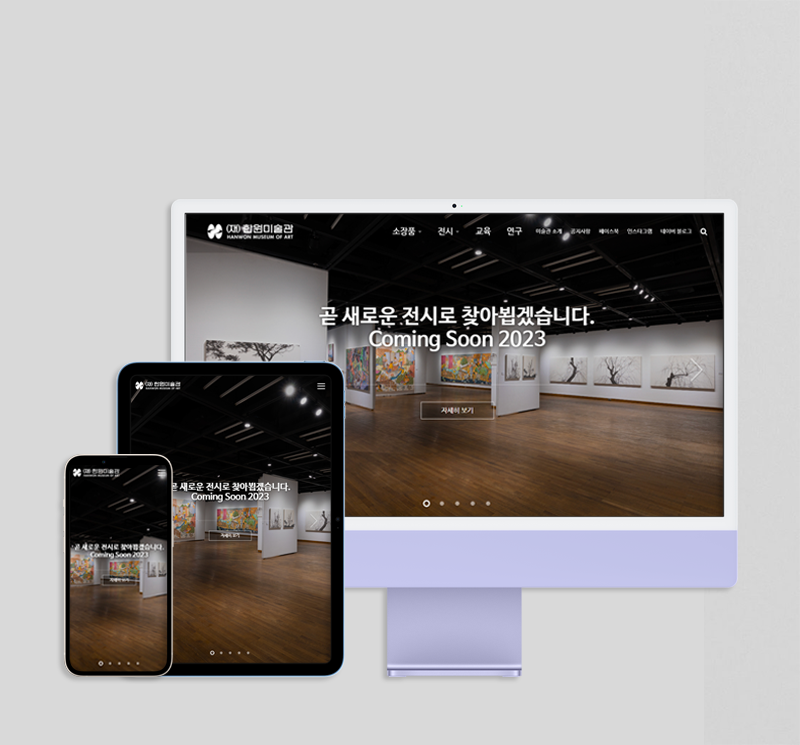 (재)한원미술관
HANWON MUSEUM OF ART
소장품 전시 교육 연구 미술관 소개 공지사항 페이스북 인스타그램 네이버 블로그
곧 새로운 전시로 찾아뵙겠습니다.
Coming Soon 2023
자세히 보기
(재)한원미술관
HANWON MUSEUM OF ART
곧 새로운 전시로 찾아뵙겠습니다.
Coming Soon 2023
자세히 보기
(재)한원미술관
HANWON MUSEUM OF ART
곧 새로운 전시로 찾아뵙겠습니다.
Coming Soon 2023
자세히 보기